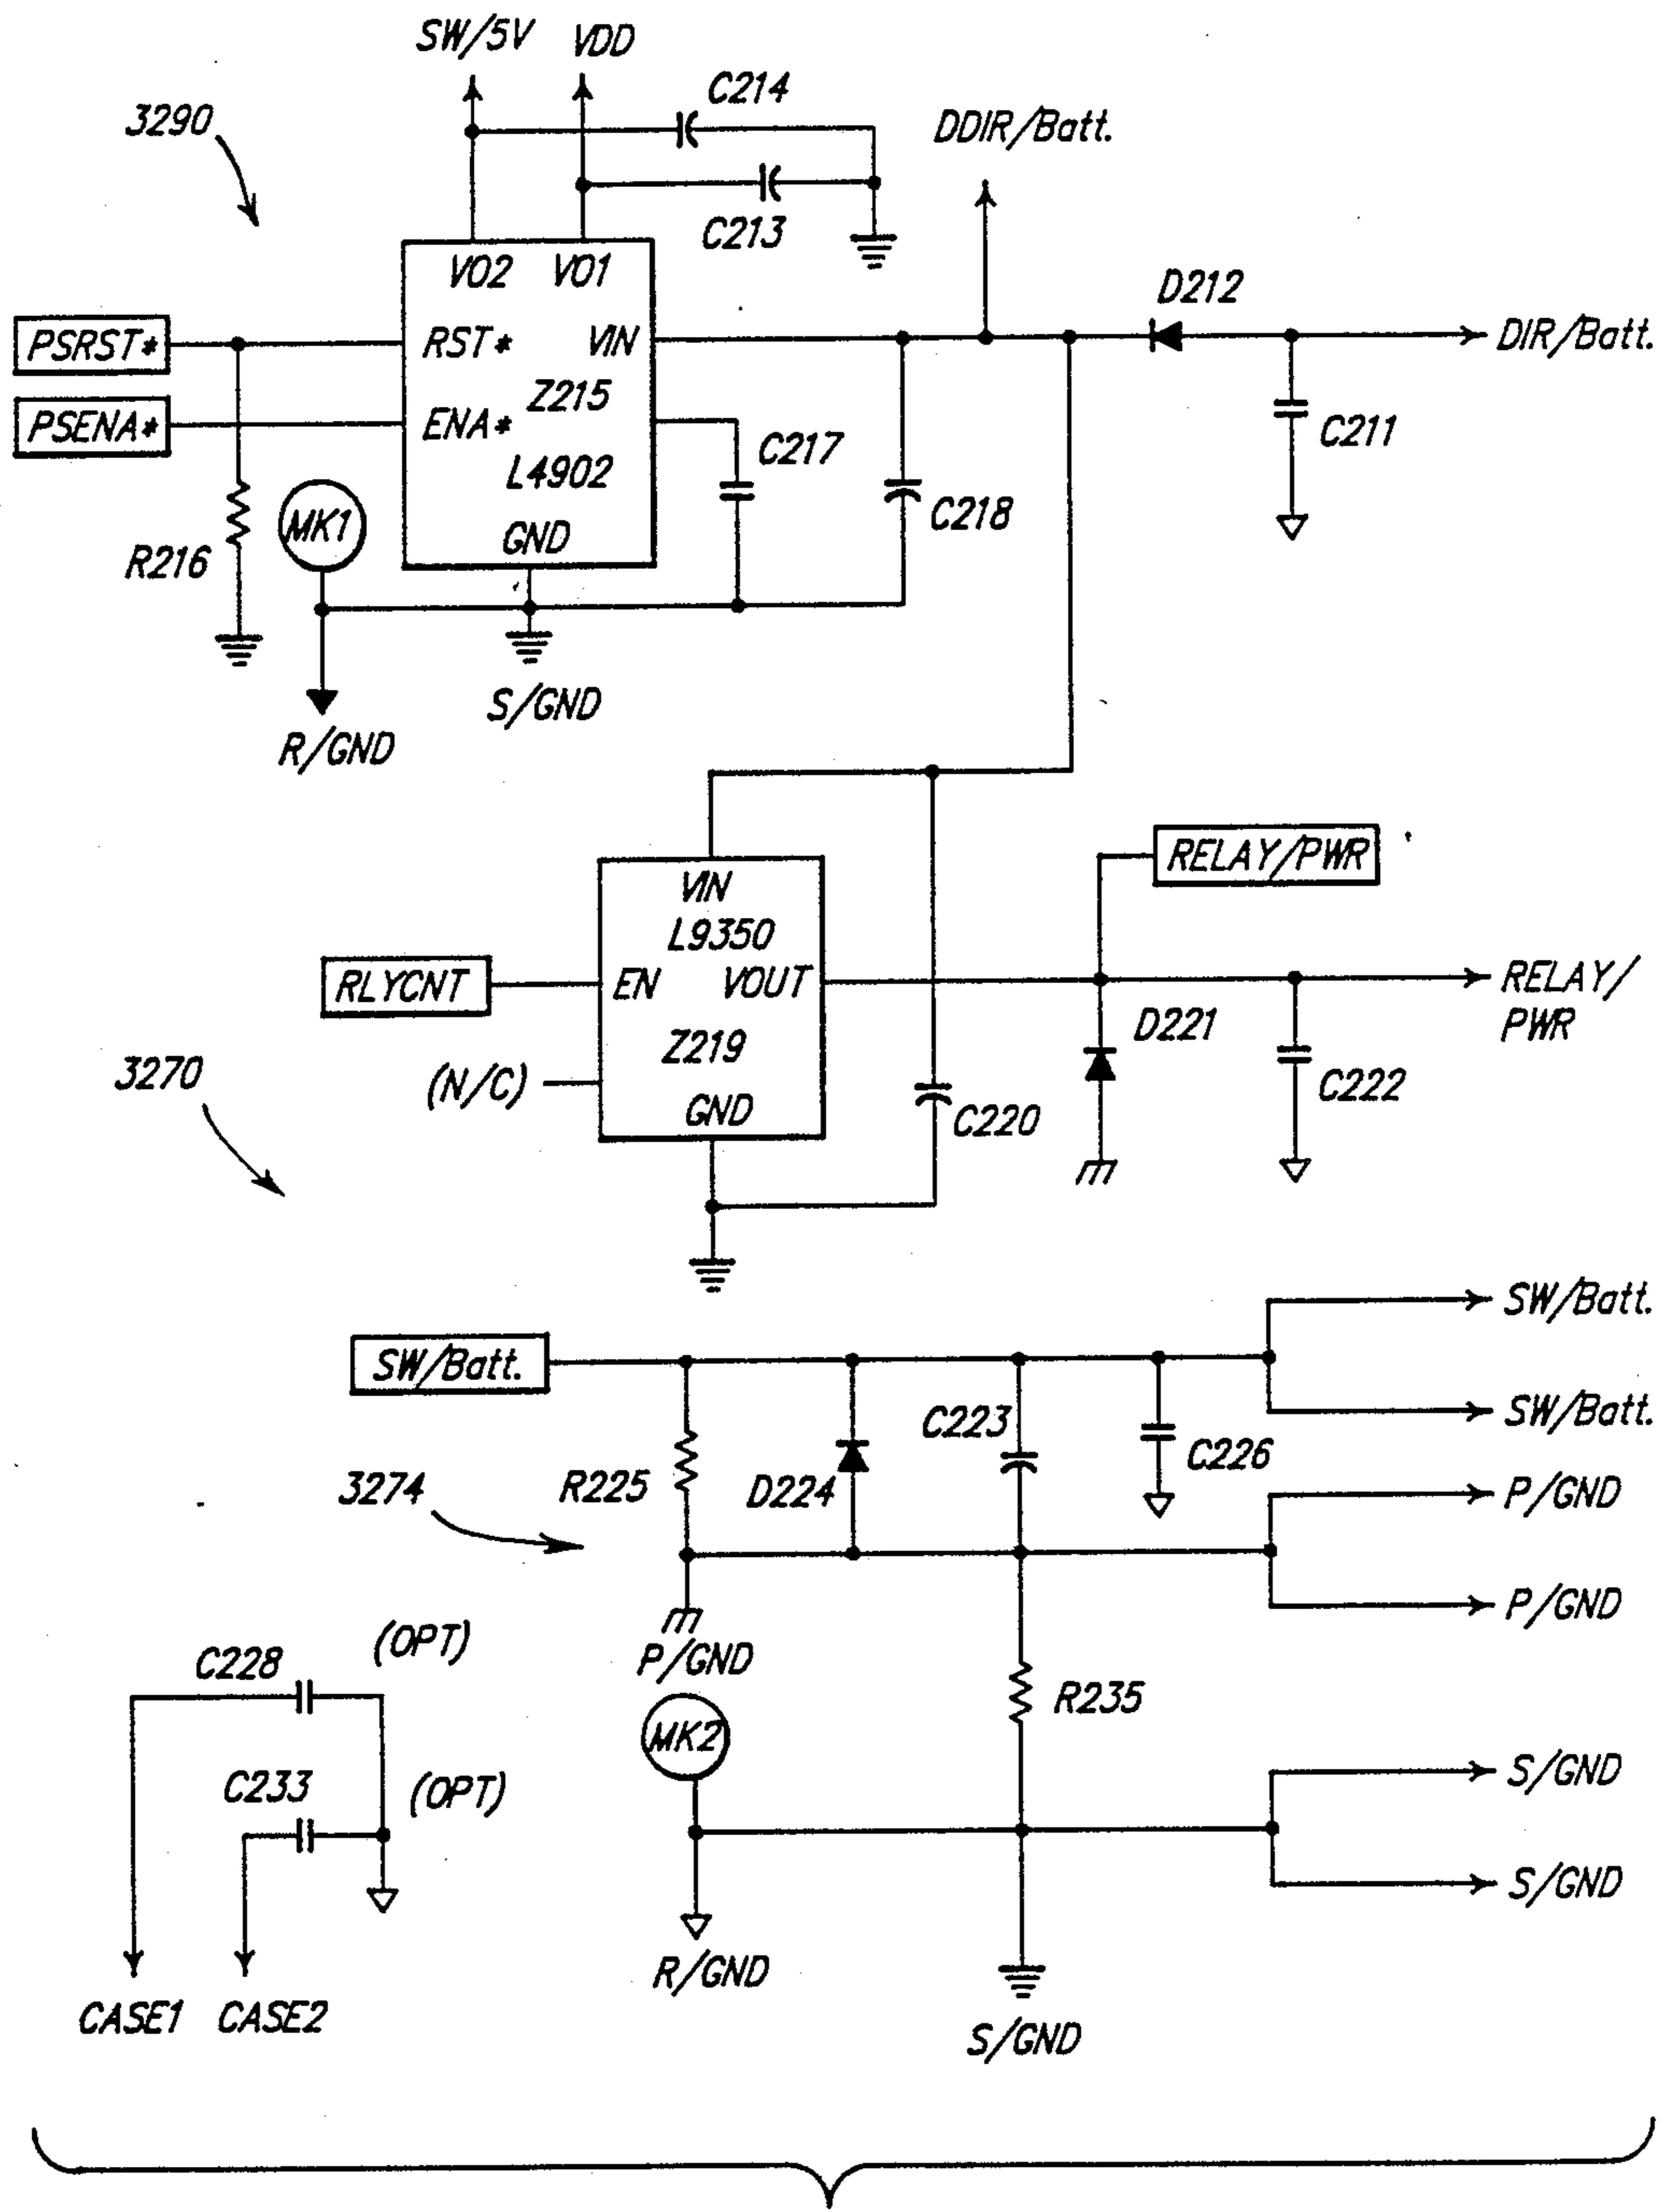 SW/5V
VDD
C214
3290
DDIR/Batt.
C213
VO2
VO1
D212
PSRST*
RST*
VIN
DIR/Batt.
Z215
PSENA*
ENA*
C217
C211
L4902
C218
MK1
GND
R216
S/GND
R/GND
RELAY/PWR
VIN
L9350
RLYCNT
EN
VOUT
RELAY/
PWR
D221
Z219
3270
(N/C)
C222
GND
C220
SW/Batt.
SW/Batt.
SW/Batt.
C223
C226
R225
D224
3274
P/GND
P/GND
(OPT)
C228
P/GND
R235
MK2
C233
(OPT)
S/GND
S/GND
R/GND
CASE1
CASE2
S/GND